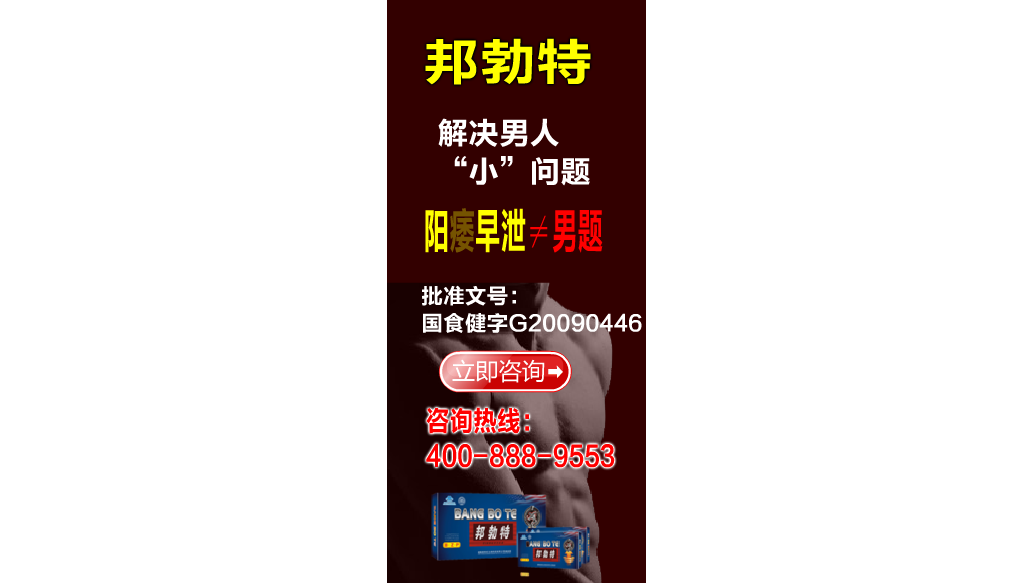 邦勃特
解决男人
“小”问题
阳痿早泄≠男题
批准文号：
国食健字G20090446
立即咨询
咨询热线：
400-888-9553
BANG BO TE
邦勃特
ANG BO TE
邦勃特